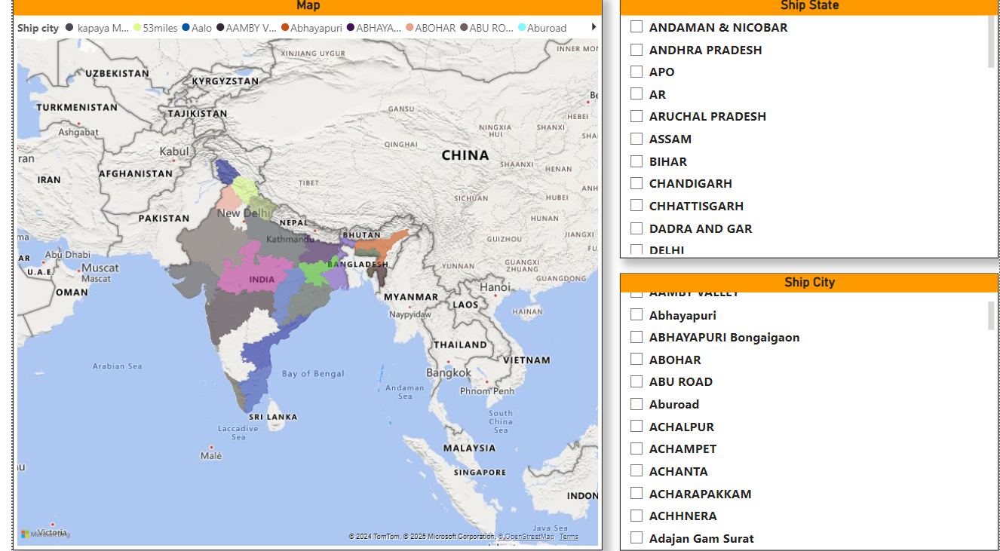 Map
Ship city kapaya M... 53miles Aalo AAMBY V... Abhayapuri ABHAYA... ABOHAR ABU RO... Aburoad
XINJIANG UYGUR
INNER MON
UZBEKISTAN
KYRGYZSTAN
TURKMENISTAN
TAJIKISTAN
GANSU
Be
HEBEI
Ashgabat
NINGXIA
HUI
SHANXI
SHA
QINGHAI
Kabul
CHINA
ran
SHAANXI
HENAN
AFGHANISTAN
IRAN
TIBET
ANH
SICHUAN
HUBEI
New Delhi
PAKISTAN
NEPAL
HUNAN
BHUTAN
JIANGXI
ma
Kathmandu
GUIZHOU
FU
Abu Dhabi
AR
U.A.E.
Muscat
Muscat
BANGLADESH
YUNNAN
GUANGXI
ZHUANG
INDIA
GUANGDONG
OMAN
Hanoi
MYANMAR
LAOS
Naypyidaw
HAINAN
THAILAND
VIETNAM
Arabian Sea
Bay of Bengal
Bangkok
Andaman
Sea
Phnom Penh
SRI LANKA
South
China
Sea
Laccadive
Sea
Malé
MALAYSIA
au
SINGAPORE
INDON
Victoria
Microsoft Bing
Java Sea
© 2024 TomTom, © 2025 Microsoft Corporation, © OpenStreetMap Terms
Ship State
ANDAMAN & NICOBAR
ANDHRA PRADESH
APO
AR
ARUCHAL PRADESH
ASSAM
BIHAR
CHANDIGARH
CHHATTISGARH
DADRA AND GAR
DELHI
Ship City
AAMBY VALLEY
Abhayapuri
ABHAYAPURI Bongaigaon
ABOHAR
ABU ROAD
Aburoad
ACHALPUR
ACHAMPET
ACHANTA
ACHARAPAKKAM
ACHHNERA
Adajan Gam Surat